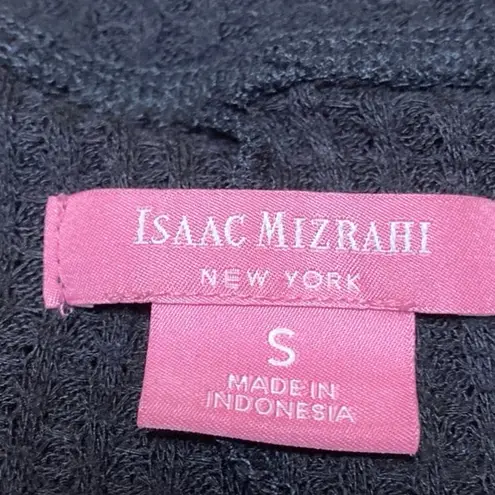 ISAAC MIZRAHI
NEW YORK
S
MADE IN
INDONESIA